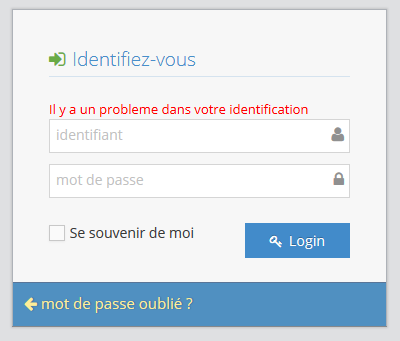 Identifiez-vous
Il y a un probleme dans votre identification
identifiant
mot de passe
Se souvenir de moi
Login
mot de passe oublié ?